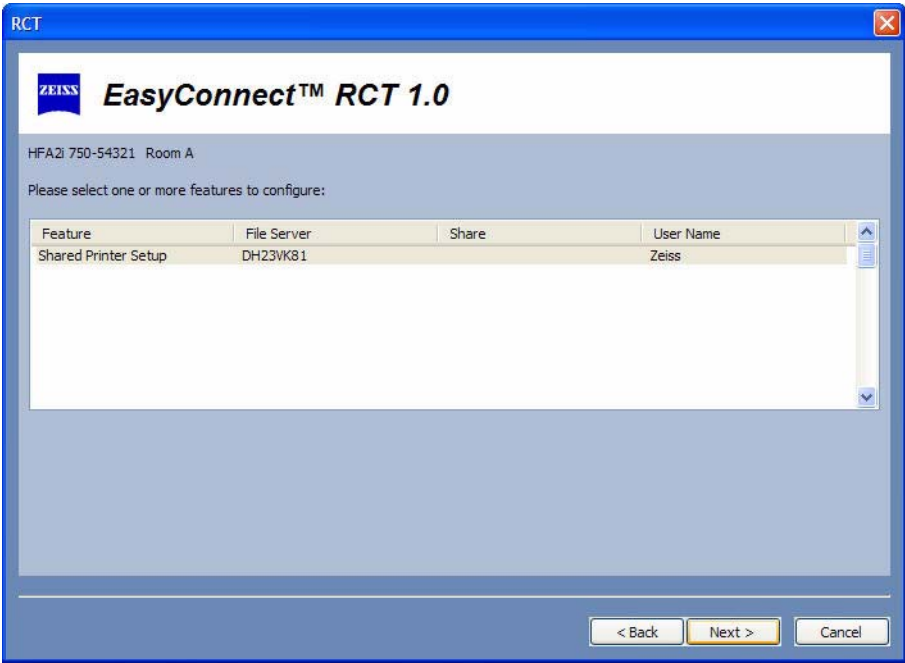 RCT
ZEISS
EasyConnect™ RCT 1.0
HFA2i 750-54321 Room A
Please select one or more features to configure:
Feature File Server Share User Name
Shared Printer Setup DH23VK81 Zeiss
< Back Next > Cancel